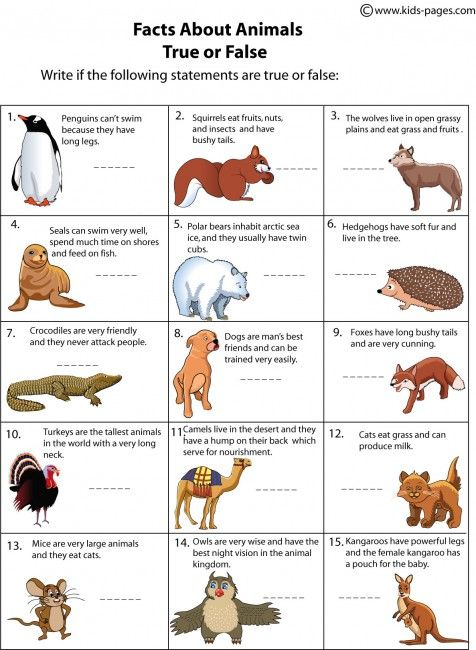 ©www.kids-pages.com
Facts About Animals
True or False
Write if the following statements are true or false:
1. Penguins can't swim
because they have
long legs.
2. Squirrels eat fruits, nuts,
and insects and have
bushy tails.
3. The wolves live in open grassy
plains and eat grass and fruits .
4. Seals can swim very well,
spend much time on shores
and feed on fish.
5. Polar bears inhabit arctic sea
ice, and they usually have twin
cubs.
6. Hedgehogs have soft fur and
live in the tree.
7. Crocodiles are very friendly
and they never attack people.
8. Dogs are man's best
friends and can be
trained very easily.
9. Foxes have long bushy tails
and are very cunning.
10. Turkeys are the tallest animals
in the world with a very long
neck.
11. Camels live in the desert and they
have a hump on their back which
serve for nourishment.
12. Cats eat grass and can
produce milk.
13. Mice are very large animals
and they eat cats.
14. Owls are very wise and have the
best night vision in the animal
kingdom.
15. Kangaroos have powerful legs
and the female kangaroo has
a pouch for the baby.